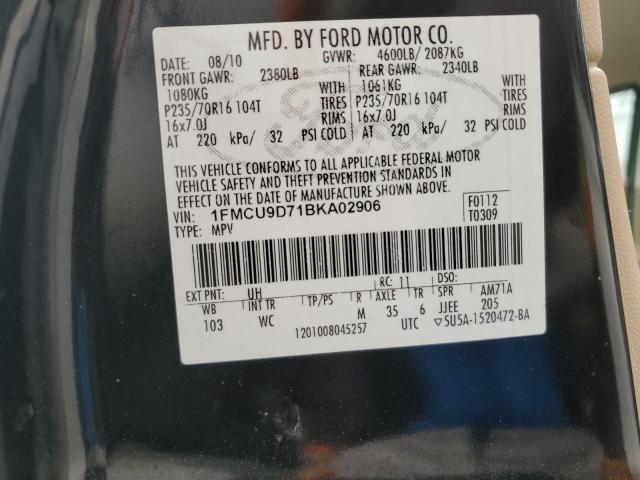 MFD. BY FORD MOTOR CO.
DATE: 08/10 GVWR: 4600LB/ 2087KG
FRONT GAWR: 2380LB REAR GAWR: 2340LB
1080KG WITH 1061KG WITH
P235/70R16 104T TIRES P235/70R16 104T TIRES
16x7.0J RIMS 16x7.0J RIMS
AT 220 kPa/ 32 PSI COLD AT 220 kPa/ 32 PSI COLD
THIS VEHICLE CONFORMS TO ALL APPLICABLE FEDERAL MOTOR
VEHICLE SAFETY AND THEFT PREVENTION STANDARDS IN
EFFECT ON THE DATE OF MANUFACTURE SHOWN ABOVE.
VIN: 1FMCU9D71BKA02906 F0112
TYPE: MPV T0309
EXT PNT: UH RC: 11 DSO:
WB INT TR TP/PS R AXLE TR SPR AM71A
103 WC M 35 6 JJEE 205
1201008045257 UTC ▽5U5A-1520472-BA
Ford